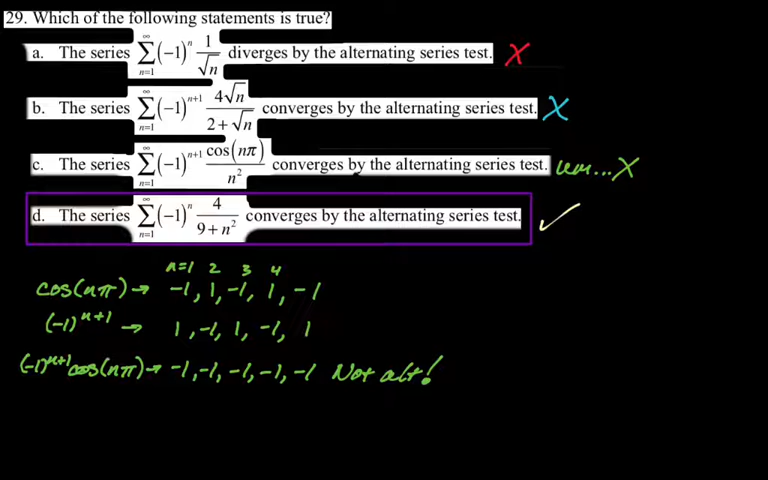 29. Which of the following statements is true?
a. The series ∑_{n=1}^{∞} (−1)^n 1/√n diverges by the alternating series test. X
b. The series ∑_{n=1}^{∞} (−1)^{n+1} 4√n/(2+√n) converges by the alternating series test. X
c. The series ∑_{n=1}^{∞} (−1)^{n+1} cos(nπ)/n² converges by the alternating series test. um... X
d. The series ∑_{n=1}^{∞} (−1)^n 4/(9+n²) converges by the alternating series test. ✓
n=1 2 3 4
cos(nπ) → −1, 1, −1, 1, −1
(−1)^{n+1} → 1, −1, 1, −1, 1
(−1)^{n+1} cos(nπ) → −1, −1, −1, −1, −1 Not alt!